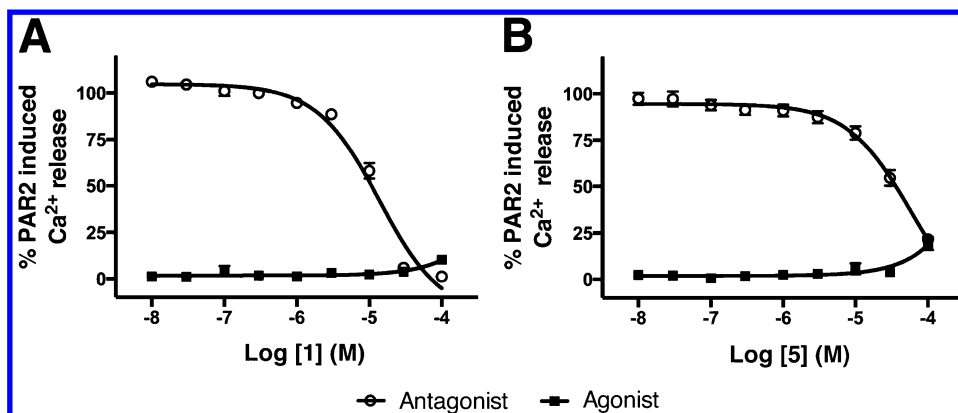 A
% PAR2 induced
Ca2+ release
100
75
50
25
0
-8 -7 -6 -5 -4
Log [1] (M)
B
% PAR2 induced
Ca2+ release
100
75
50
25
0
-8 -7 -6 -5 -4
Log [5] (M)
Antagonist Agonist